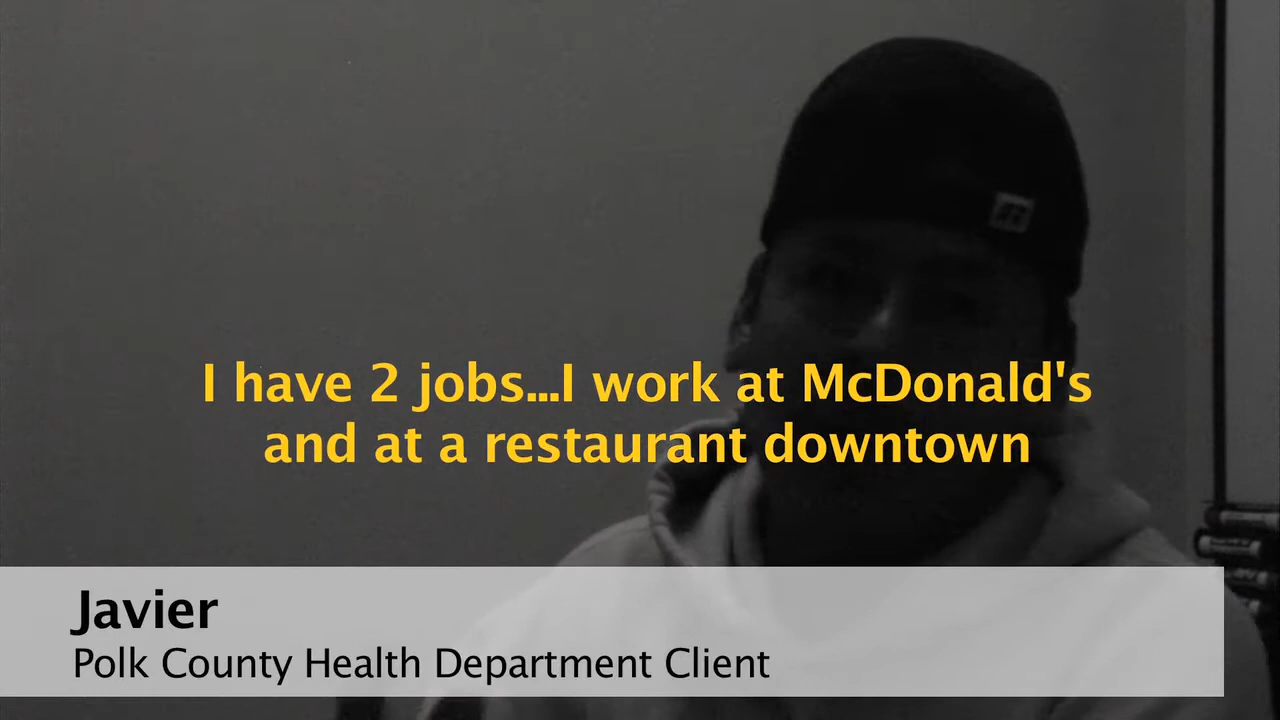 I have 2 jobs...I work at McDonald's
and at a restaurant downtown
Javier
Polk County Health Department Client